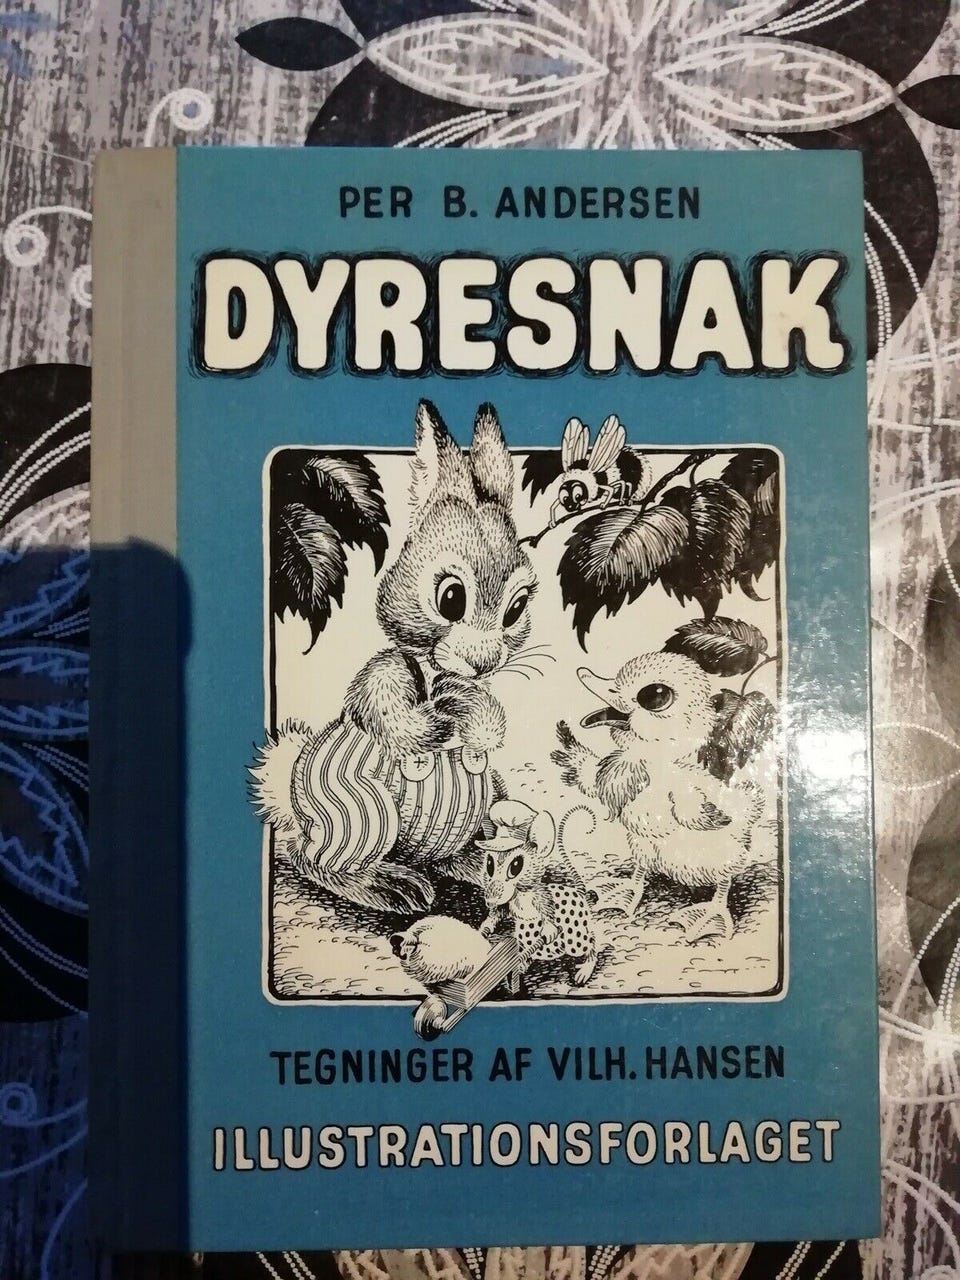 PER B. ANDERSEN
DYRESNAK
TEGNINGER AF VILH. HANSEN
ILLUSTRATIONSFORLAGET